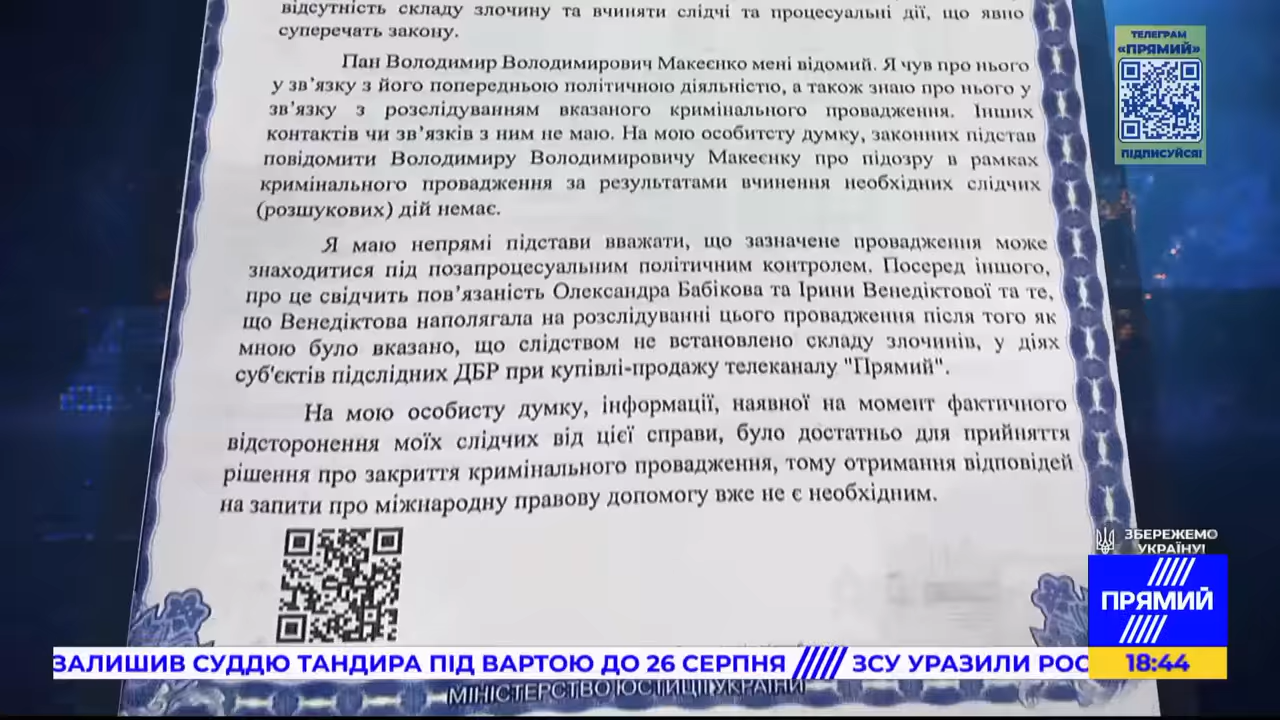 відсутність складу злочину та вчиняти слідчі та процесуальні дії, що явно
суперечать закону.
Пан Володимир Володимирович Макеєнко мені відомий. Я чув про нього
у зв’язку з його попередньою політичною діяльністю, а також знаю про нього у
зв’язку з розслідуванням вказаного кримінального провадження. Інших
контактів чи зв’язків з ним не маю. На мою особитсту думку, законних підстав
повідомити Володимиру Володимировичу Макеєнку про підозру в рамках
кримінального провадження за результатами вчинення необхідних слідчих
(розшукових) дій немає.
Я маю непрямі підстави вважати, що зазначене провадження може
знаходитися під позапроцесуальним політичним контролем. Посеред іншого,
про це свідчить пов’язаність Олександра Бабікова та Ірини Венедіктової та те,
що Венедіктова наполягала на розслідуванні цього провадження після того як
мною було вказано, що слідством не встановлено складу злочинів, у діях
суб'єктів підслідних ДБР при купівлі-продажу телеканалу "Прямий".
На мою особисту думку, інформації, наявної на момент фактичного
відсторонення моїх слідчих від цієї справи, було достатньо для прийняття
рішення про закриття кримінального провадження, тому отримання відповідей
на запити про міжнародну правову допомогу вже не є необхідним.
ТЕЛЕГРАМ
«ПРЯМИЙ»
ПІДПИСУЙСЯ!
ЗБЕРЕЖЕМО
УКРАЇНУ!
ПРЯМИЙ
18:44
ЗАЛИШИВ СУДДЮ ТАНДИРА ПІД ВАРТОЮ ДО 26 СЕРПНЯ //// ЗСУ УРАЗИЛИ РОС
МІНІСТЕРСТВО ЮСТИЦІЇ УКРАЇНИ